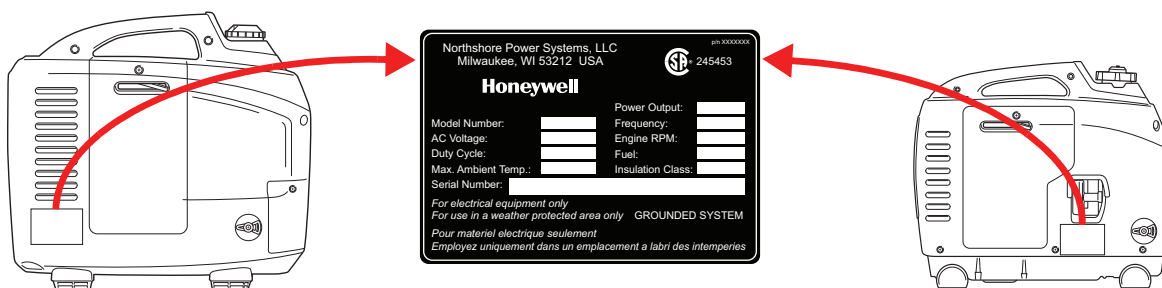 p/n XXXXXXX
Northshore Power Systems, LLC
Milwaukee, WI 53212 USA
SA ® 245453
Honeywell
Power Output:
Model Number: Frequency:
AC Voltage: Engine RPM:
Duty Cycle: Fuel:
Max. Ambient Temp.: Insulation Class:
Serial Number:
For electrical equipment only
For use in a weather protected area only GROUNDED SYSTEM
Pour materiel electrique seulement
Employez uniquement dans un emplacement a labri des intemperies